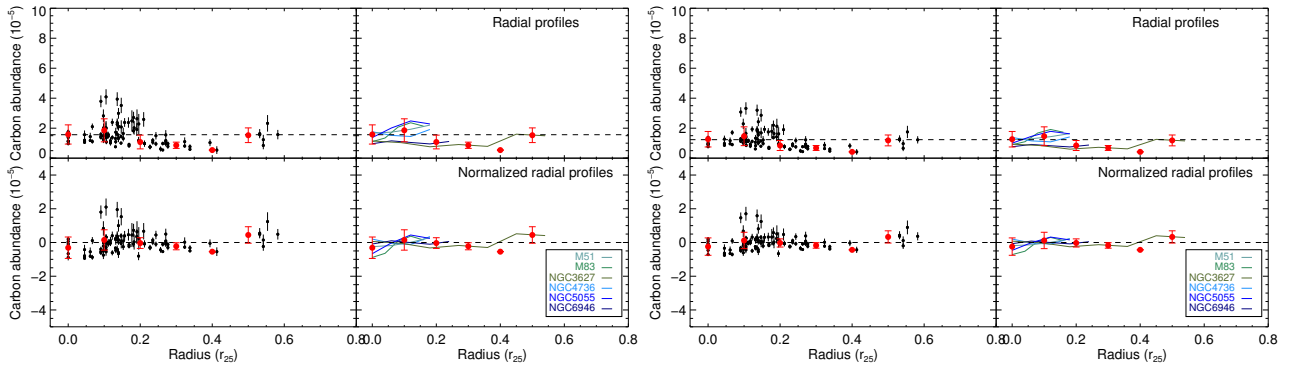 Carbon abundance (10⁻⁵)
10
8
6
4
2
0
Radial profiles
Carbon abundance (10⁻⁵)
4
2
0
−2
−4
Normalized radial profiles
M51
M83
NGC3627
NGC4736
NGC5055
NGC6946
0.0 0.2 0.4 0.6 0.80.0 0.2 0.4 0.6 0.8
Radius (r₂₅) Radius (r₂₅)
Carbon abundance (10⁻⁵)
10
8
6
4
2
0
Radial profiles
Carbon abundance (10⁻⁵)
4
2
0
−2
−4
Normalized radial profiles
M51
M83
NGC3627
NGC4736
NGC5055
NGC6946
0.0 0.2 0.4 0.6 0.80.0 0.2 0.4 0.6 0.8
Radius (r₂₅) Radius (r₂₅)